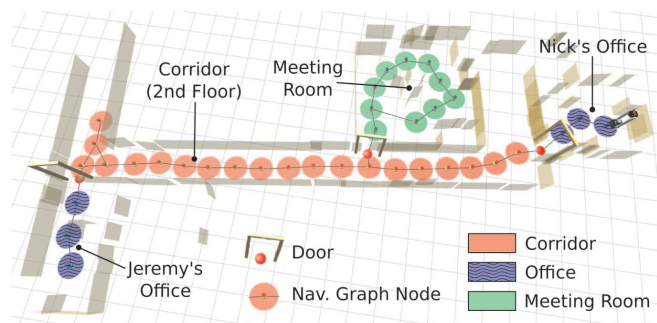 Nick's Office
Corridor
(2nd Floor)
Meeting
Room
Jeremy's
Office
Door
Nav. Graph Node
Corridor
Office
Meeting Room